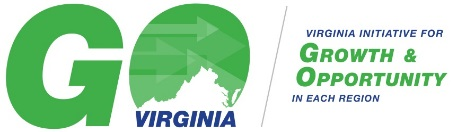 GO
VIRGINIA
VIRGINIA INITIATIVE FOR
GROWTH &
OPPORTUNITY
IN EACH REGION